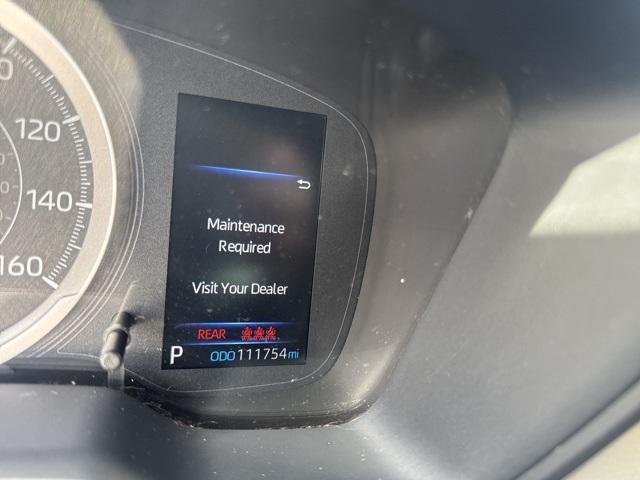 120
140
160
Maintenance
Required
Visit Your Dealer
REAR
P ODO 111754 mi